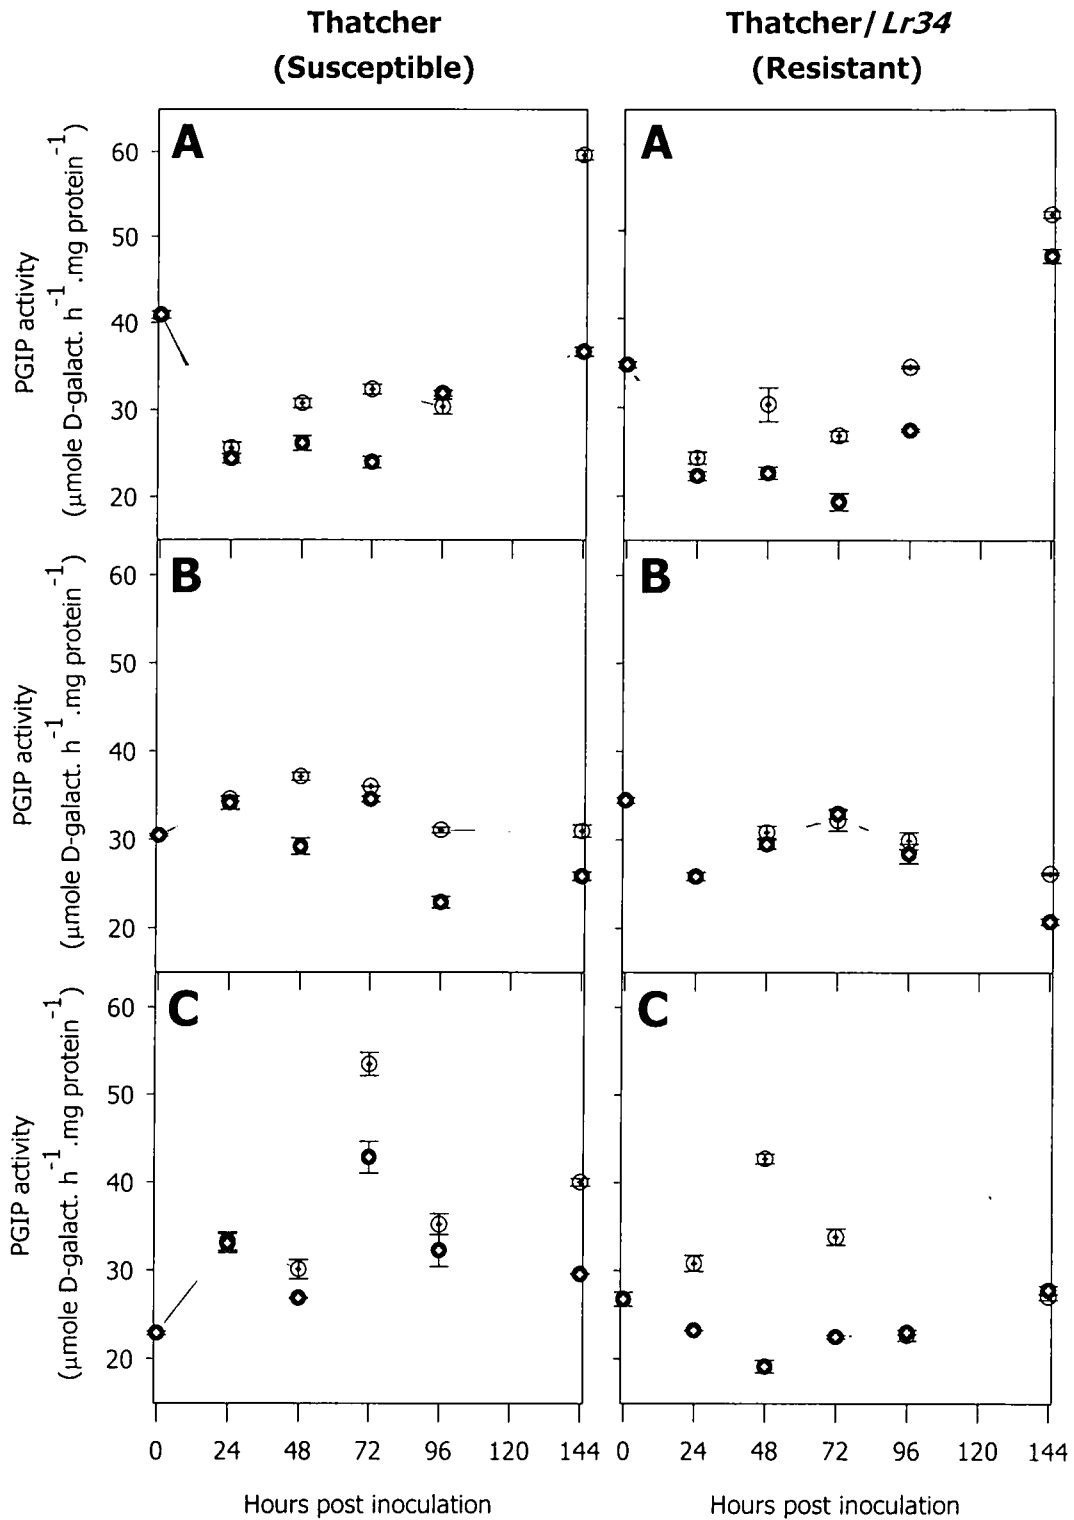 Thatcher
(Susceptible)
Thatcher/Lr34
(Resistant)
A
A
PGIP activity
(μmole D-galact. h⁻¹ .mg protein⁻¹)
60
50
40
30
20
B
B
PGIP activity
(μmole D-galact. h⁻¹ .mg protein⁻¹)
60
50
40
30
20
C
C
PGIP activity
(μmole D-galact. h⁻¹ .mg protein⁻¹)
60
50
40
30
20
0 24 48 72 96 120 144
0 24 48 72 96 120 144
Hours post inoculation
Hours post inoculation